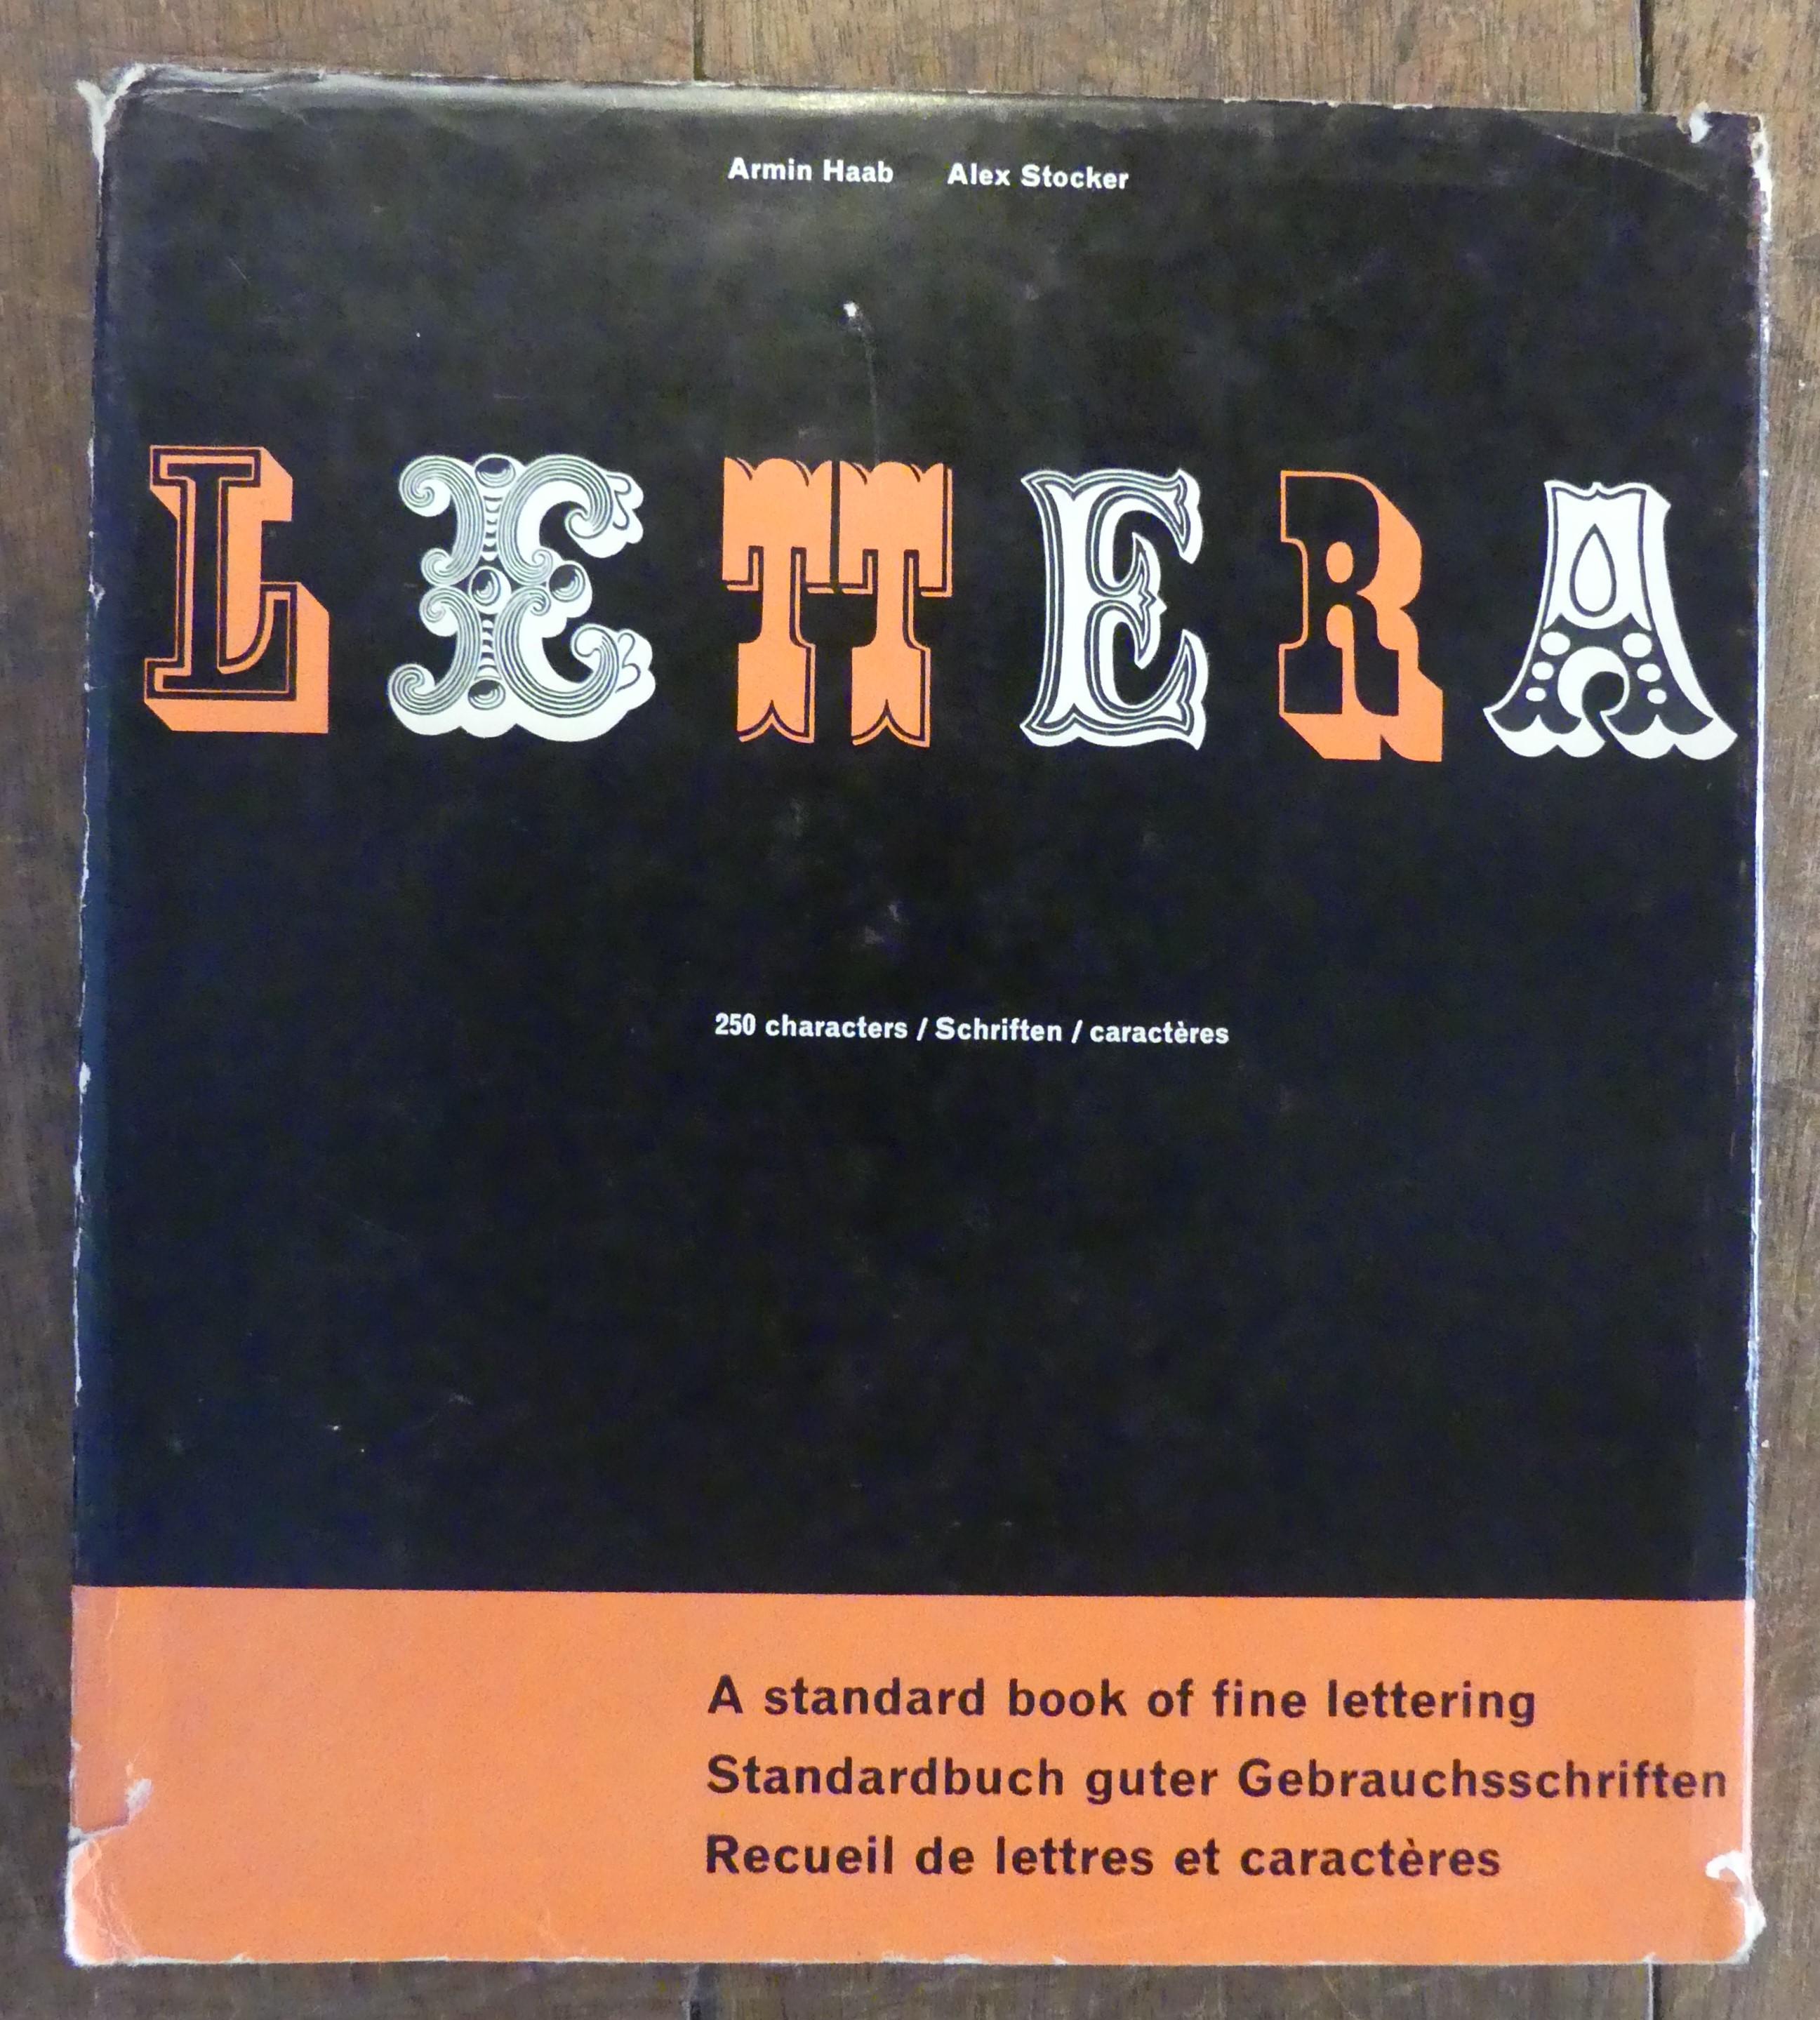 Armin Haab Alex Stocker
LETTERA
250 characters / Schriften / caractères
A standard book of fine lettering
Standardbuch guter Gebrauchsschriften
Recueil de lettres et caractères